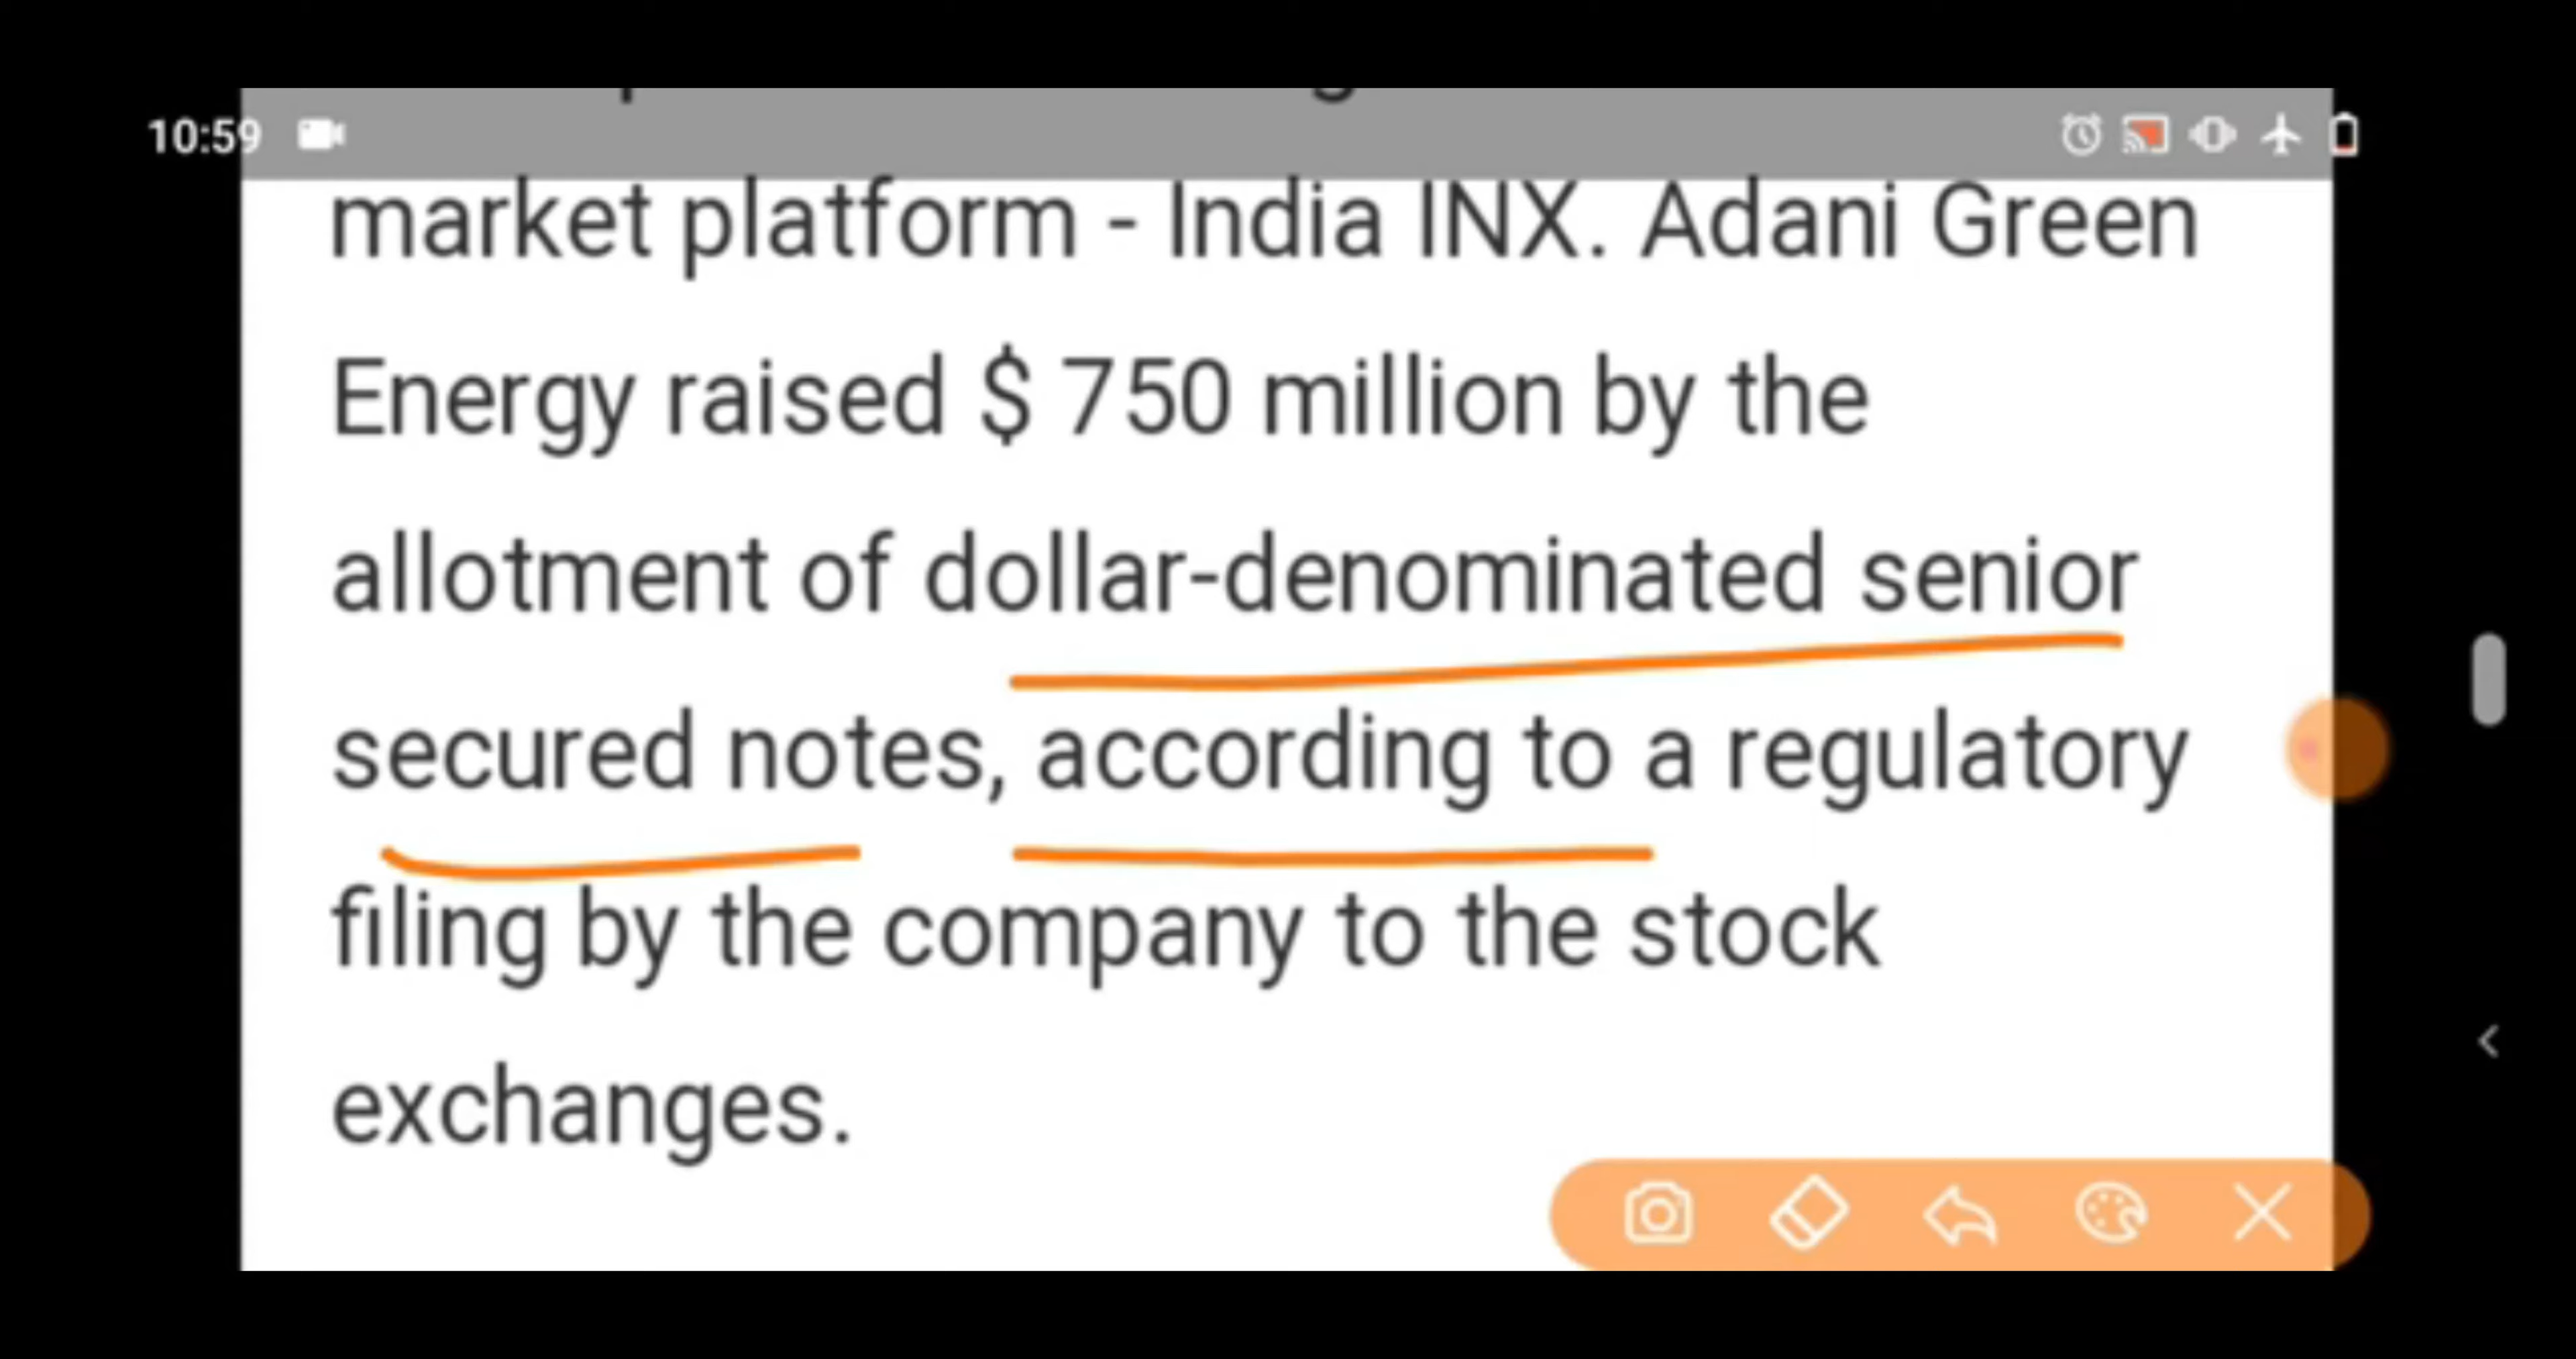 10:59
market platform - India INX. Adani Green
Energy raised $ 750 million by the
allotment of dollar-denominated senior
secured notes, according to a regulatory
filing by the company to the stock
exchanges.